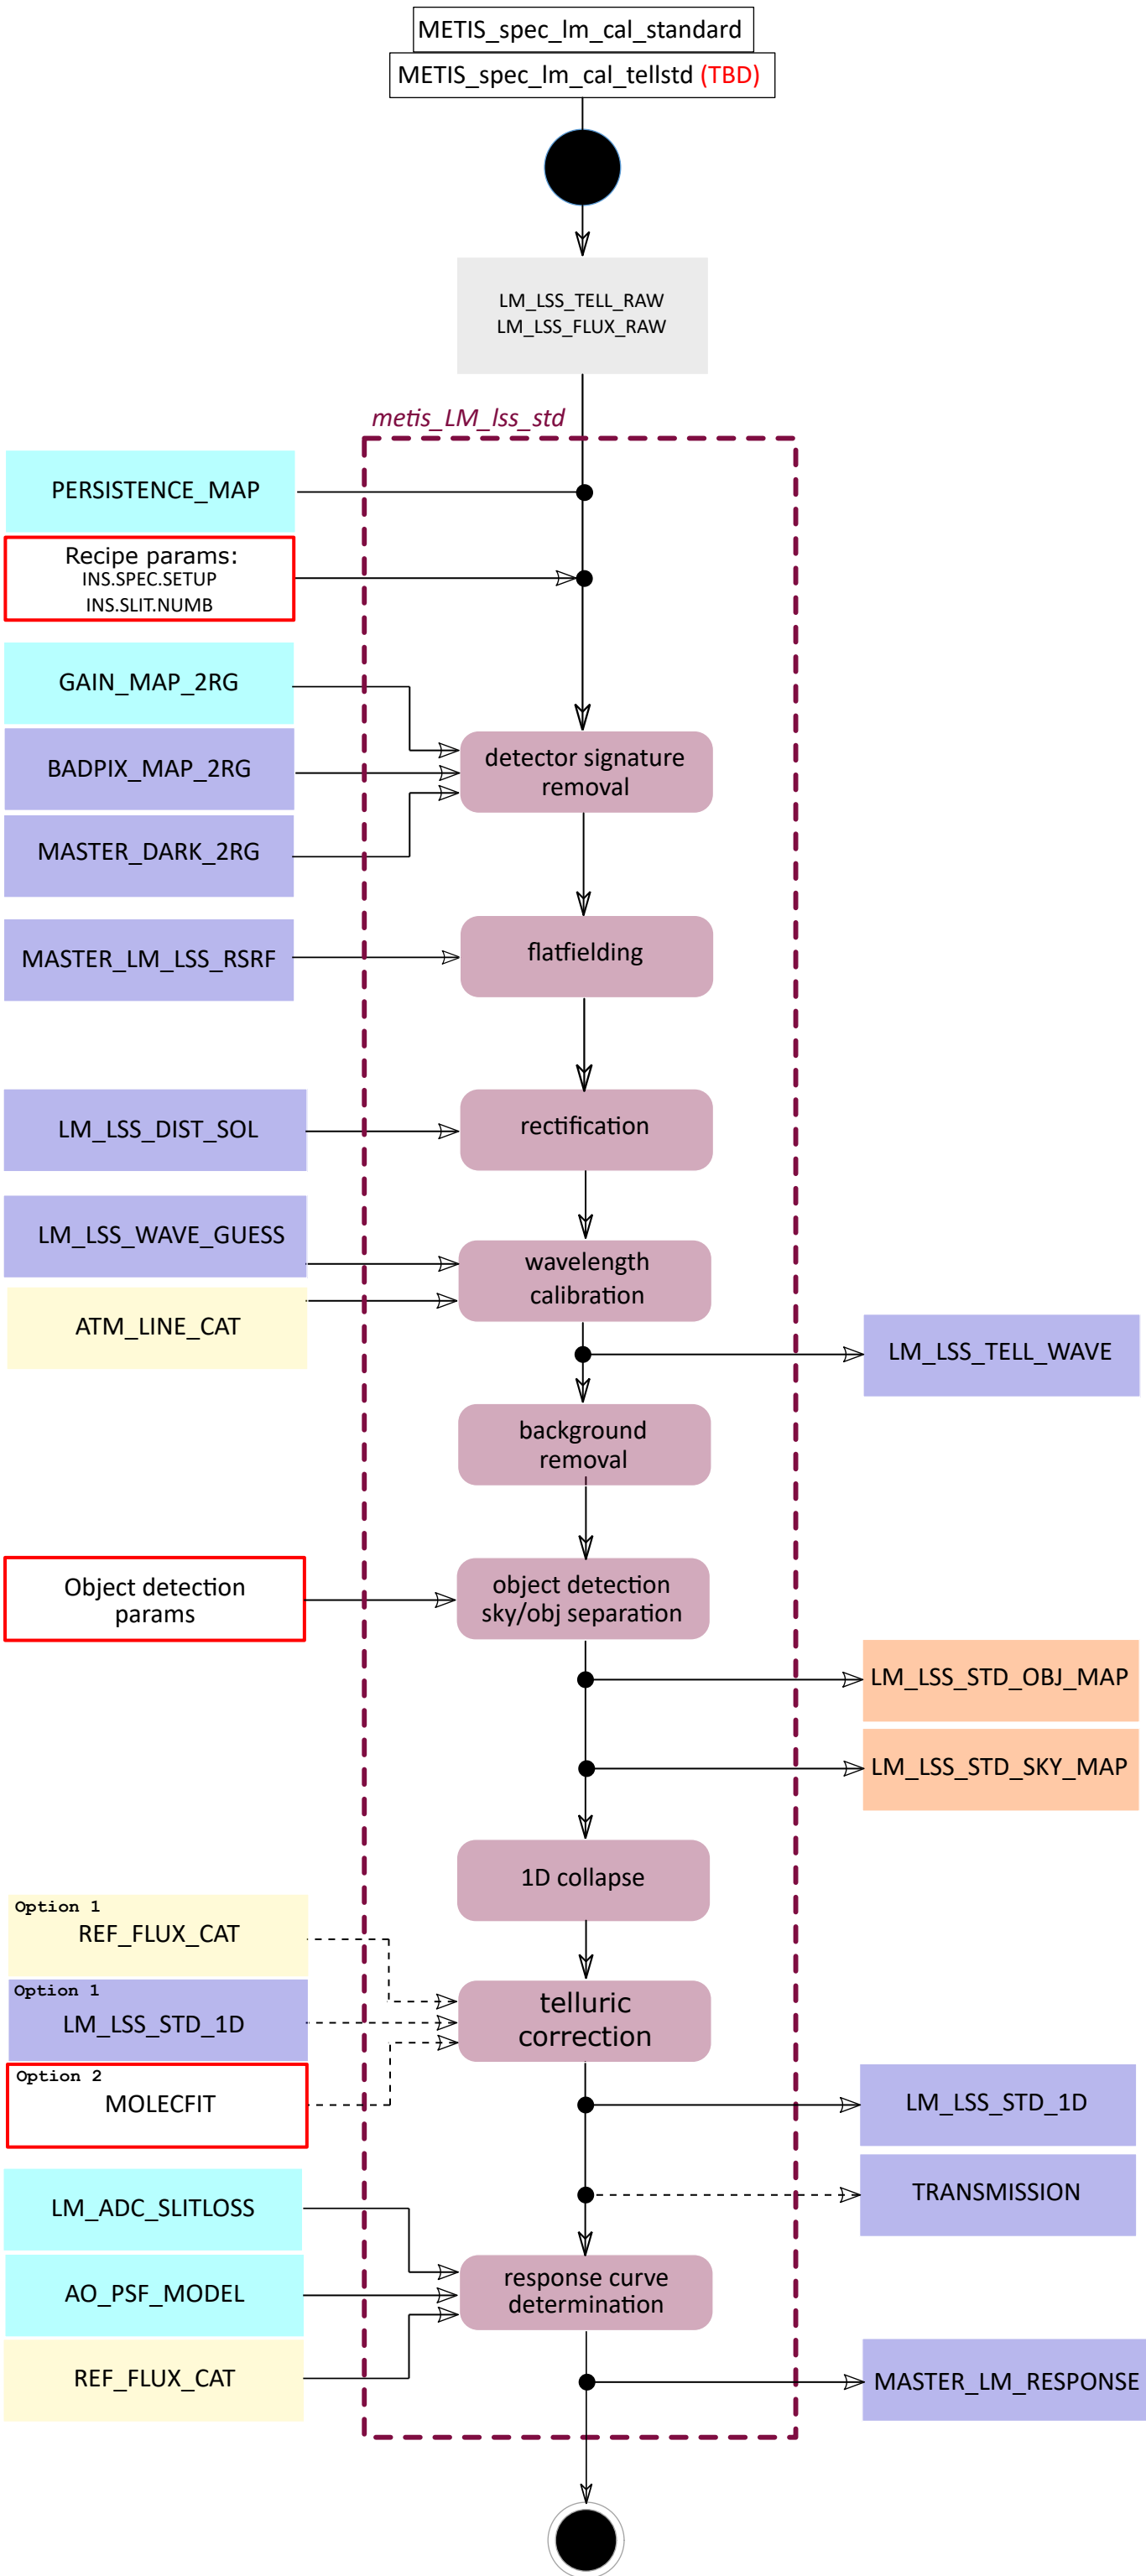 METIS_spec_lm_cal_standard
METIS_spec_lm_cal_tellstd (TBD)
LM_LSS_TELL_RAW
LM_LSS_FLUX_RAW
metis_LM_lss_std
PERSISTENCE_MAP
Recipe params:
INS.SPEC.SETUP
INS.SLIT.NUMB
GAIN_MAP_2RG
BADPIX_MAP_2RG
MASTER_DARK_2RG
detector signature
removal
MASTER_LM_LSS_RSRF
flatfielding
LM_LSS_DIST_SOL
rectification
LM_LSS_WAVE_GUESS
ATM_LINE_CAT
wavelength
calibration
LM_LSS_TELL_WAVE
background
removal
Object detection
params
object detection
sky/obj separation
LM_LSS_STD_OBJ_MAP
LM_LSS_STD_SKY_MAP
1D collapse
Option 1
REF_FLUX_CAT
Option 1
LM_LSS_STD_1D
Option 2
MOLECFIT
telluric
correction
LM_LSS_STD_1D
TRANSMISSION
LM_ADC_SLITLOSS
AO_PSF_MODEL
REF_FLUX_CAT
response curve
determination
MASTER_LM_RESPONSE